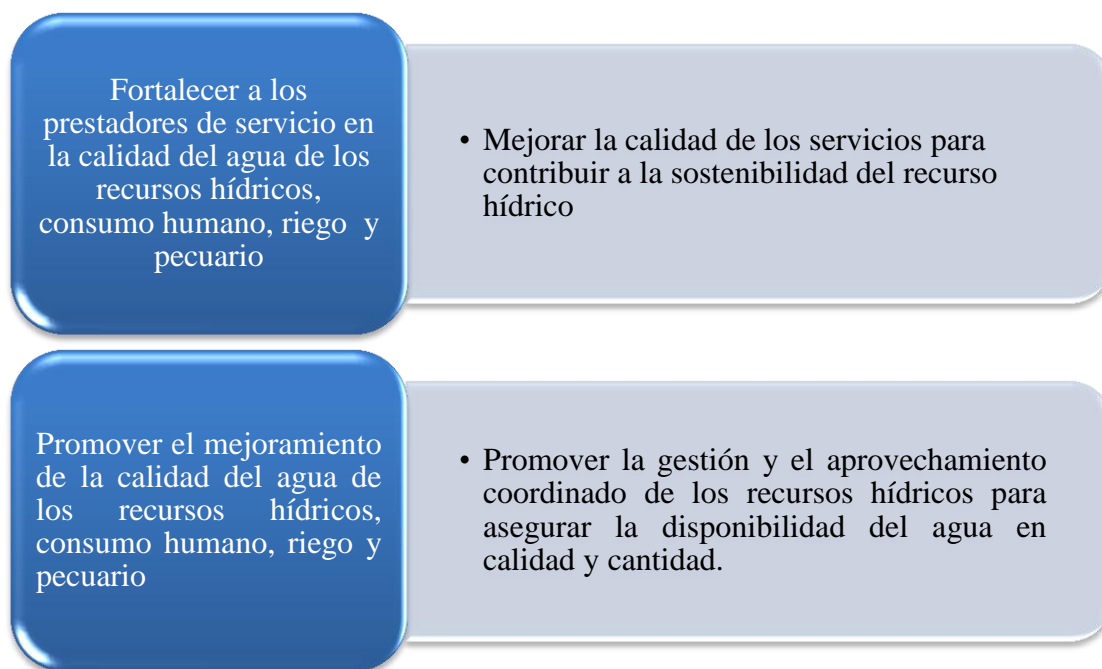 Fortalecer a los
prestadores de servicio en
la calidad del agua de los
recursos hídricos,
consumo humano, riego y
pecuario
• Mejorar la calidad de los servicios para
contribuir a la sostenibilidad del recurso
hídrico
Promover el mejoramiento
de la calidad del agua de
los recursos hídricos,
consumo humano, riego y
pecuario
• Promover la gestión y el aprovechamiento
coordinado de los recursos hídricos para
asegurar la disponibilidad del agua en
calidad y cantidad.